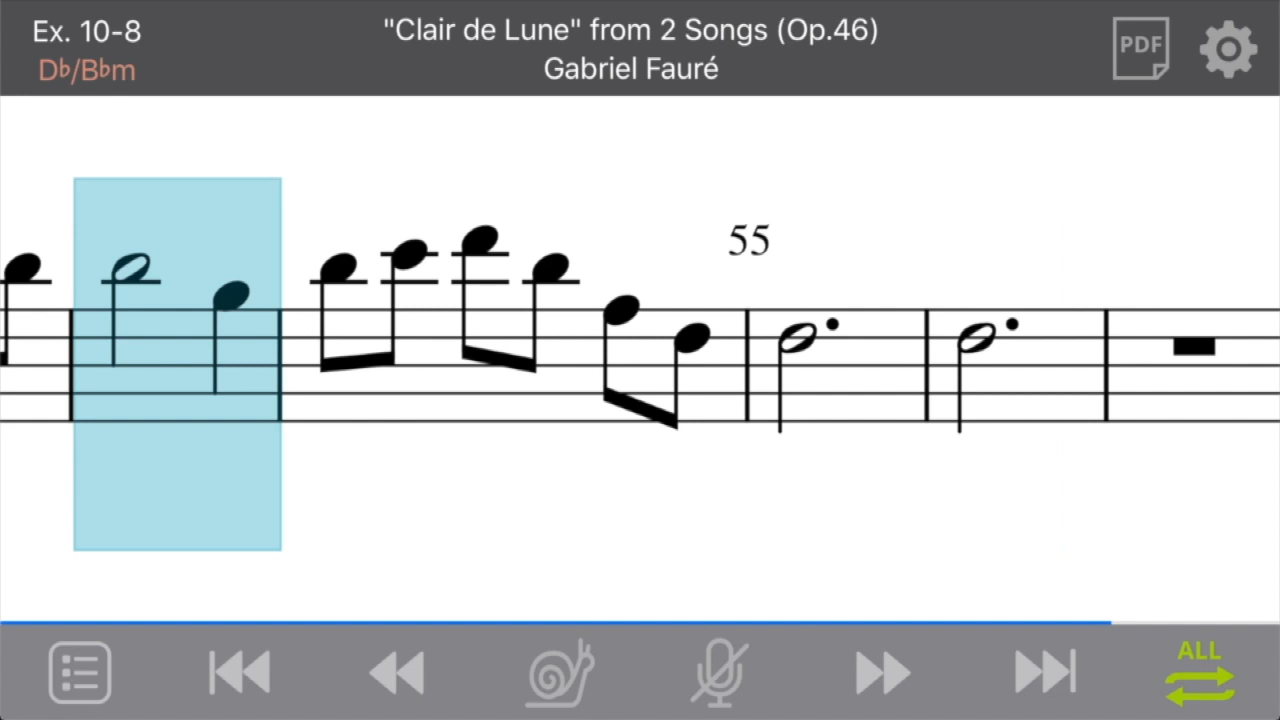 Ex. 10-8
D♭/B♭m
"Clair de Lune" from 2 Songs (Op.46)
Gabriel Fauré
PDF
55
ALL